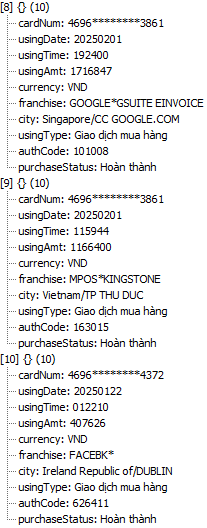 [8] {} (10)
cardNum: 4696********3861
usingDate: 20250201
usingTime: 192400
usingAmt: 1716847
currency: VND
franchise: GOOGLE*GSUITE EINVOICE
city: Singapore/CC GOOGLE.COM
usingType: Giao dịch mua hàng
authCode: 101008
purchaseStatus: Hoàn thành
[9] {} (10)
cardNum: 4696********3861
usingDate: 20250201
usingTime: 115944
usingAmt: 1166400
currency: VND
franchise: MPOS*KINGSTONE
city: Vietnam/TP THU DUC
usingType: Giao dịch mua hàng
authCode: 163015
purchaseStatus: Hoàn thành
[10] {} (10)
cardNum: 4696********4372
usingDate: 20250122
usingTime: 012210
usingAmt: 407626
currency: VND
franchise: FACEBK*
city: Ireland Republic of/DUBLIN
usingType: Giao dịch mua hàng
authCode: 626411
purchaseStatus: Hoàn thành